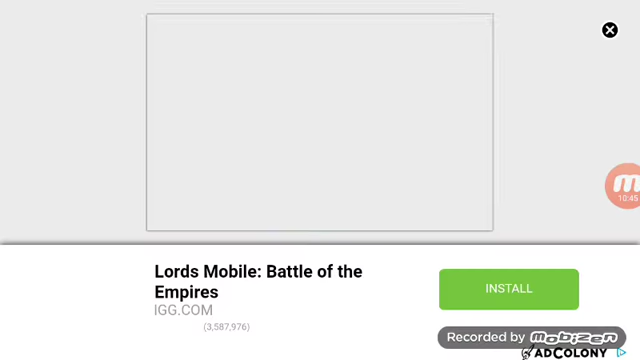 10:45
Lords Mobile: Battle of the
Empires
IGG.COM
(3,587,976)
INSTALL
Recorded by mobizen
ADCOLONY